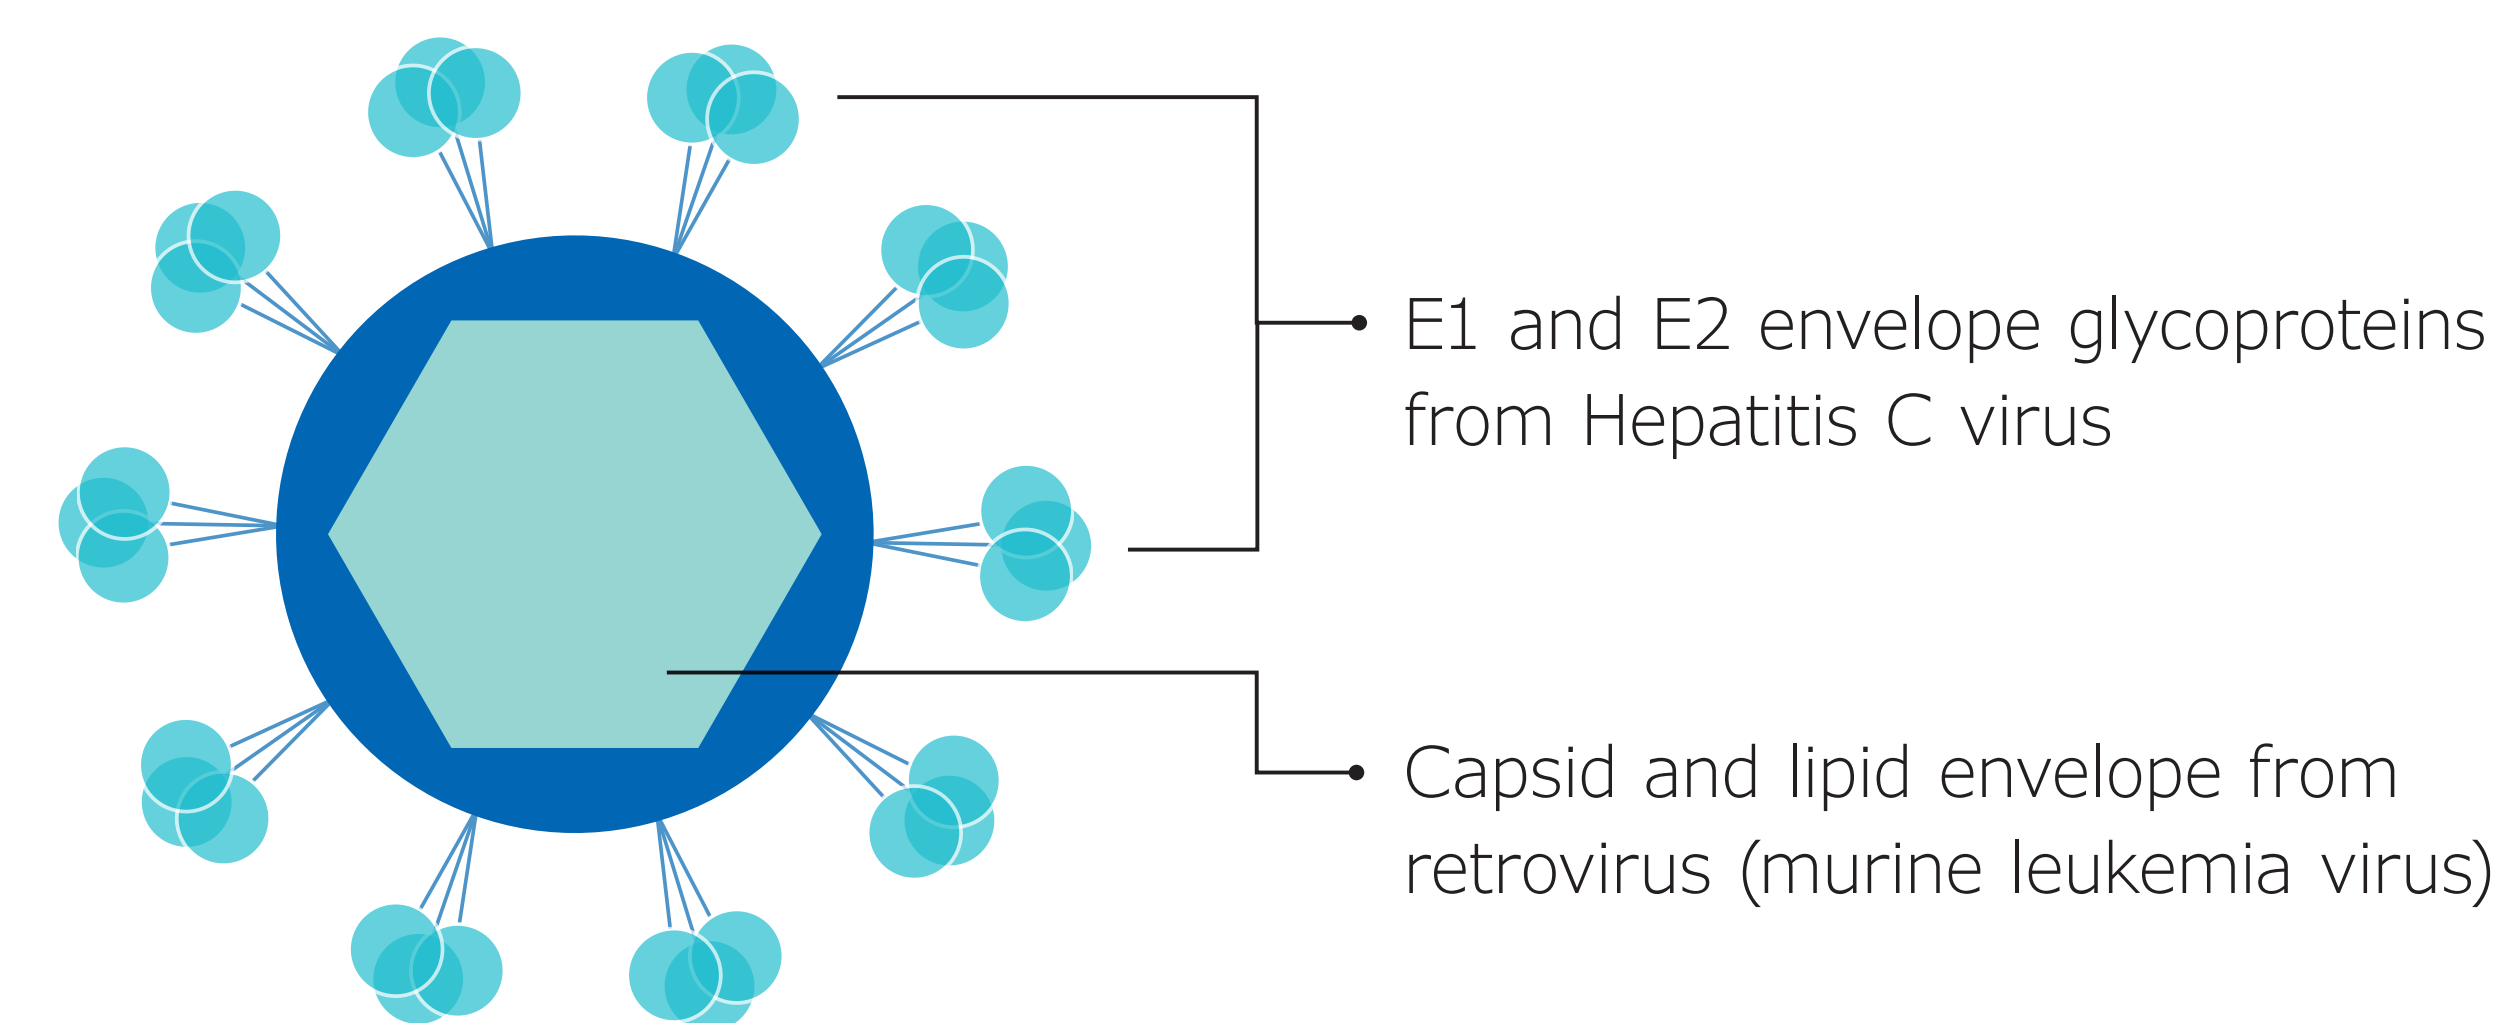 E1 and E2 envelope glycoproteins
from Hepatitis C virus
Capsid and lipid envelope from
retrovirus (murine leukemia virus)